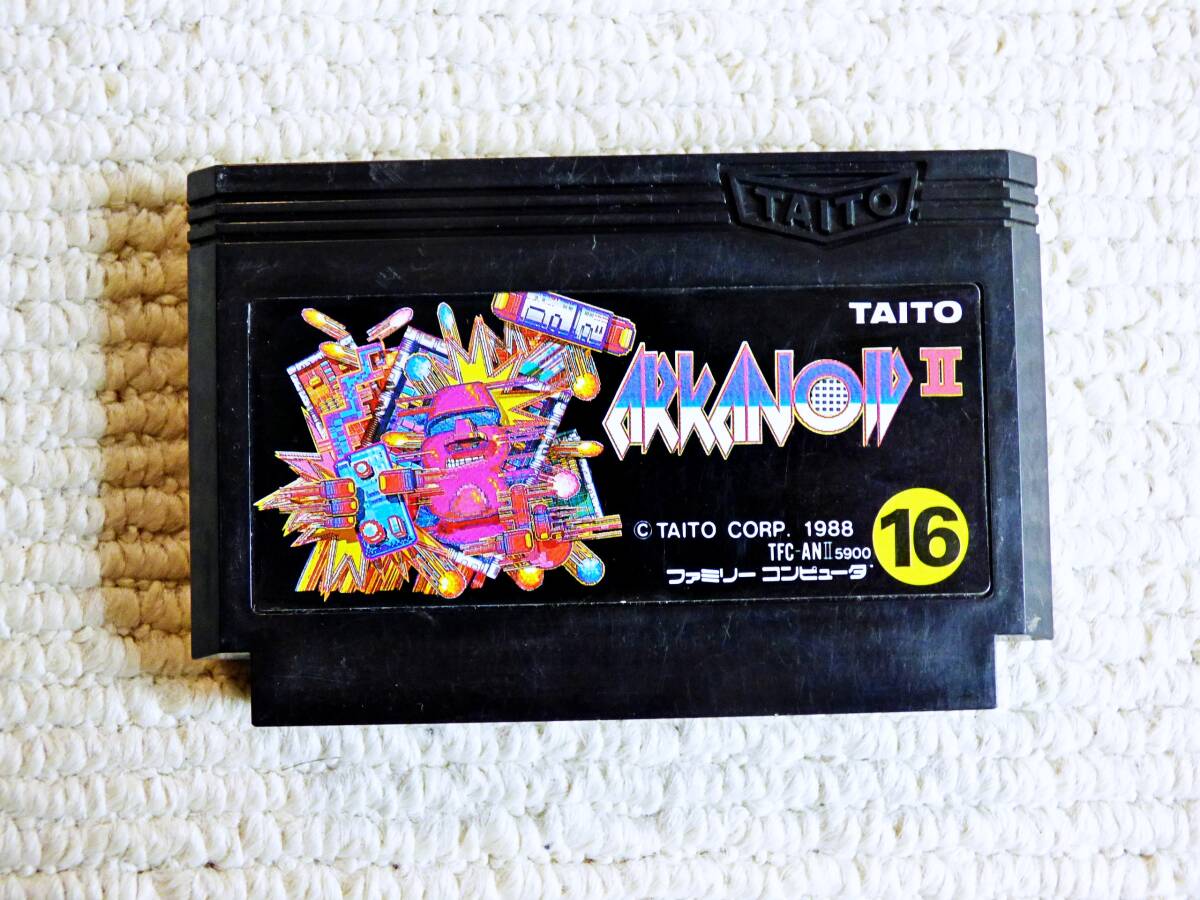 TAITO
TAITO
ARKANOID II
© TAITO CORP. 1988
TFC-ANII 5900
ファミリー コンピュータ
16